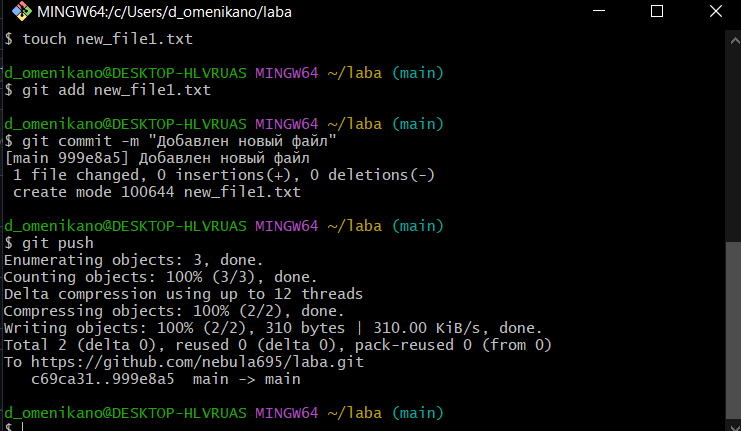 MINGW64:/c/Users/d_omenikano/laba
$ touch new_file1.txt
d_omenikano@DESKTOP-HLVRUAS MINGW64 ~/laba (main)
$ git add new_file1.txt
d_omenikano@DESKTOP-HLVRUAS MINGW64 ~/laba (main)
$ git commit -m "Добавлен новый файл"
[main 999e8a5] Добавлен новый файл
 1 file changed, 0 insertions(+), 0 deletions(-)
 create mode 100644 new_file1.txt
d_omenikano@DESKTOP-HLVRUAS MINGW64 ~/laba (main)
$ git push
Enumerating objects: 3, done.
Counting objects: 100% (3/3), done.
Delta compression using up to 12 threads
Compressing objects: 100% (2/2), done.
Writing objects: 100% (2/2), 310 bytes | 310.00 KiB/s, done.
Total 2 (delta 0), reused 0 (delta 0), pack-reused 0 (from 0)
To https://github.com/nebula695/laba.git
   c69ca31..999e8a5  main -> main
d_omenikano@DESKTOP-HLVRUAS MINGW64 ~/laba (main)
$